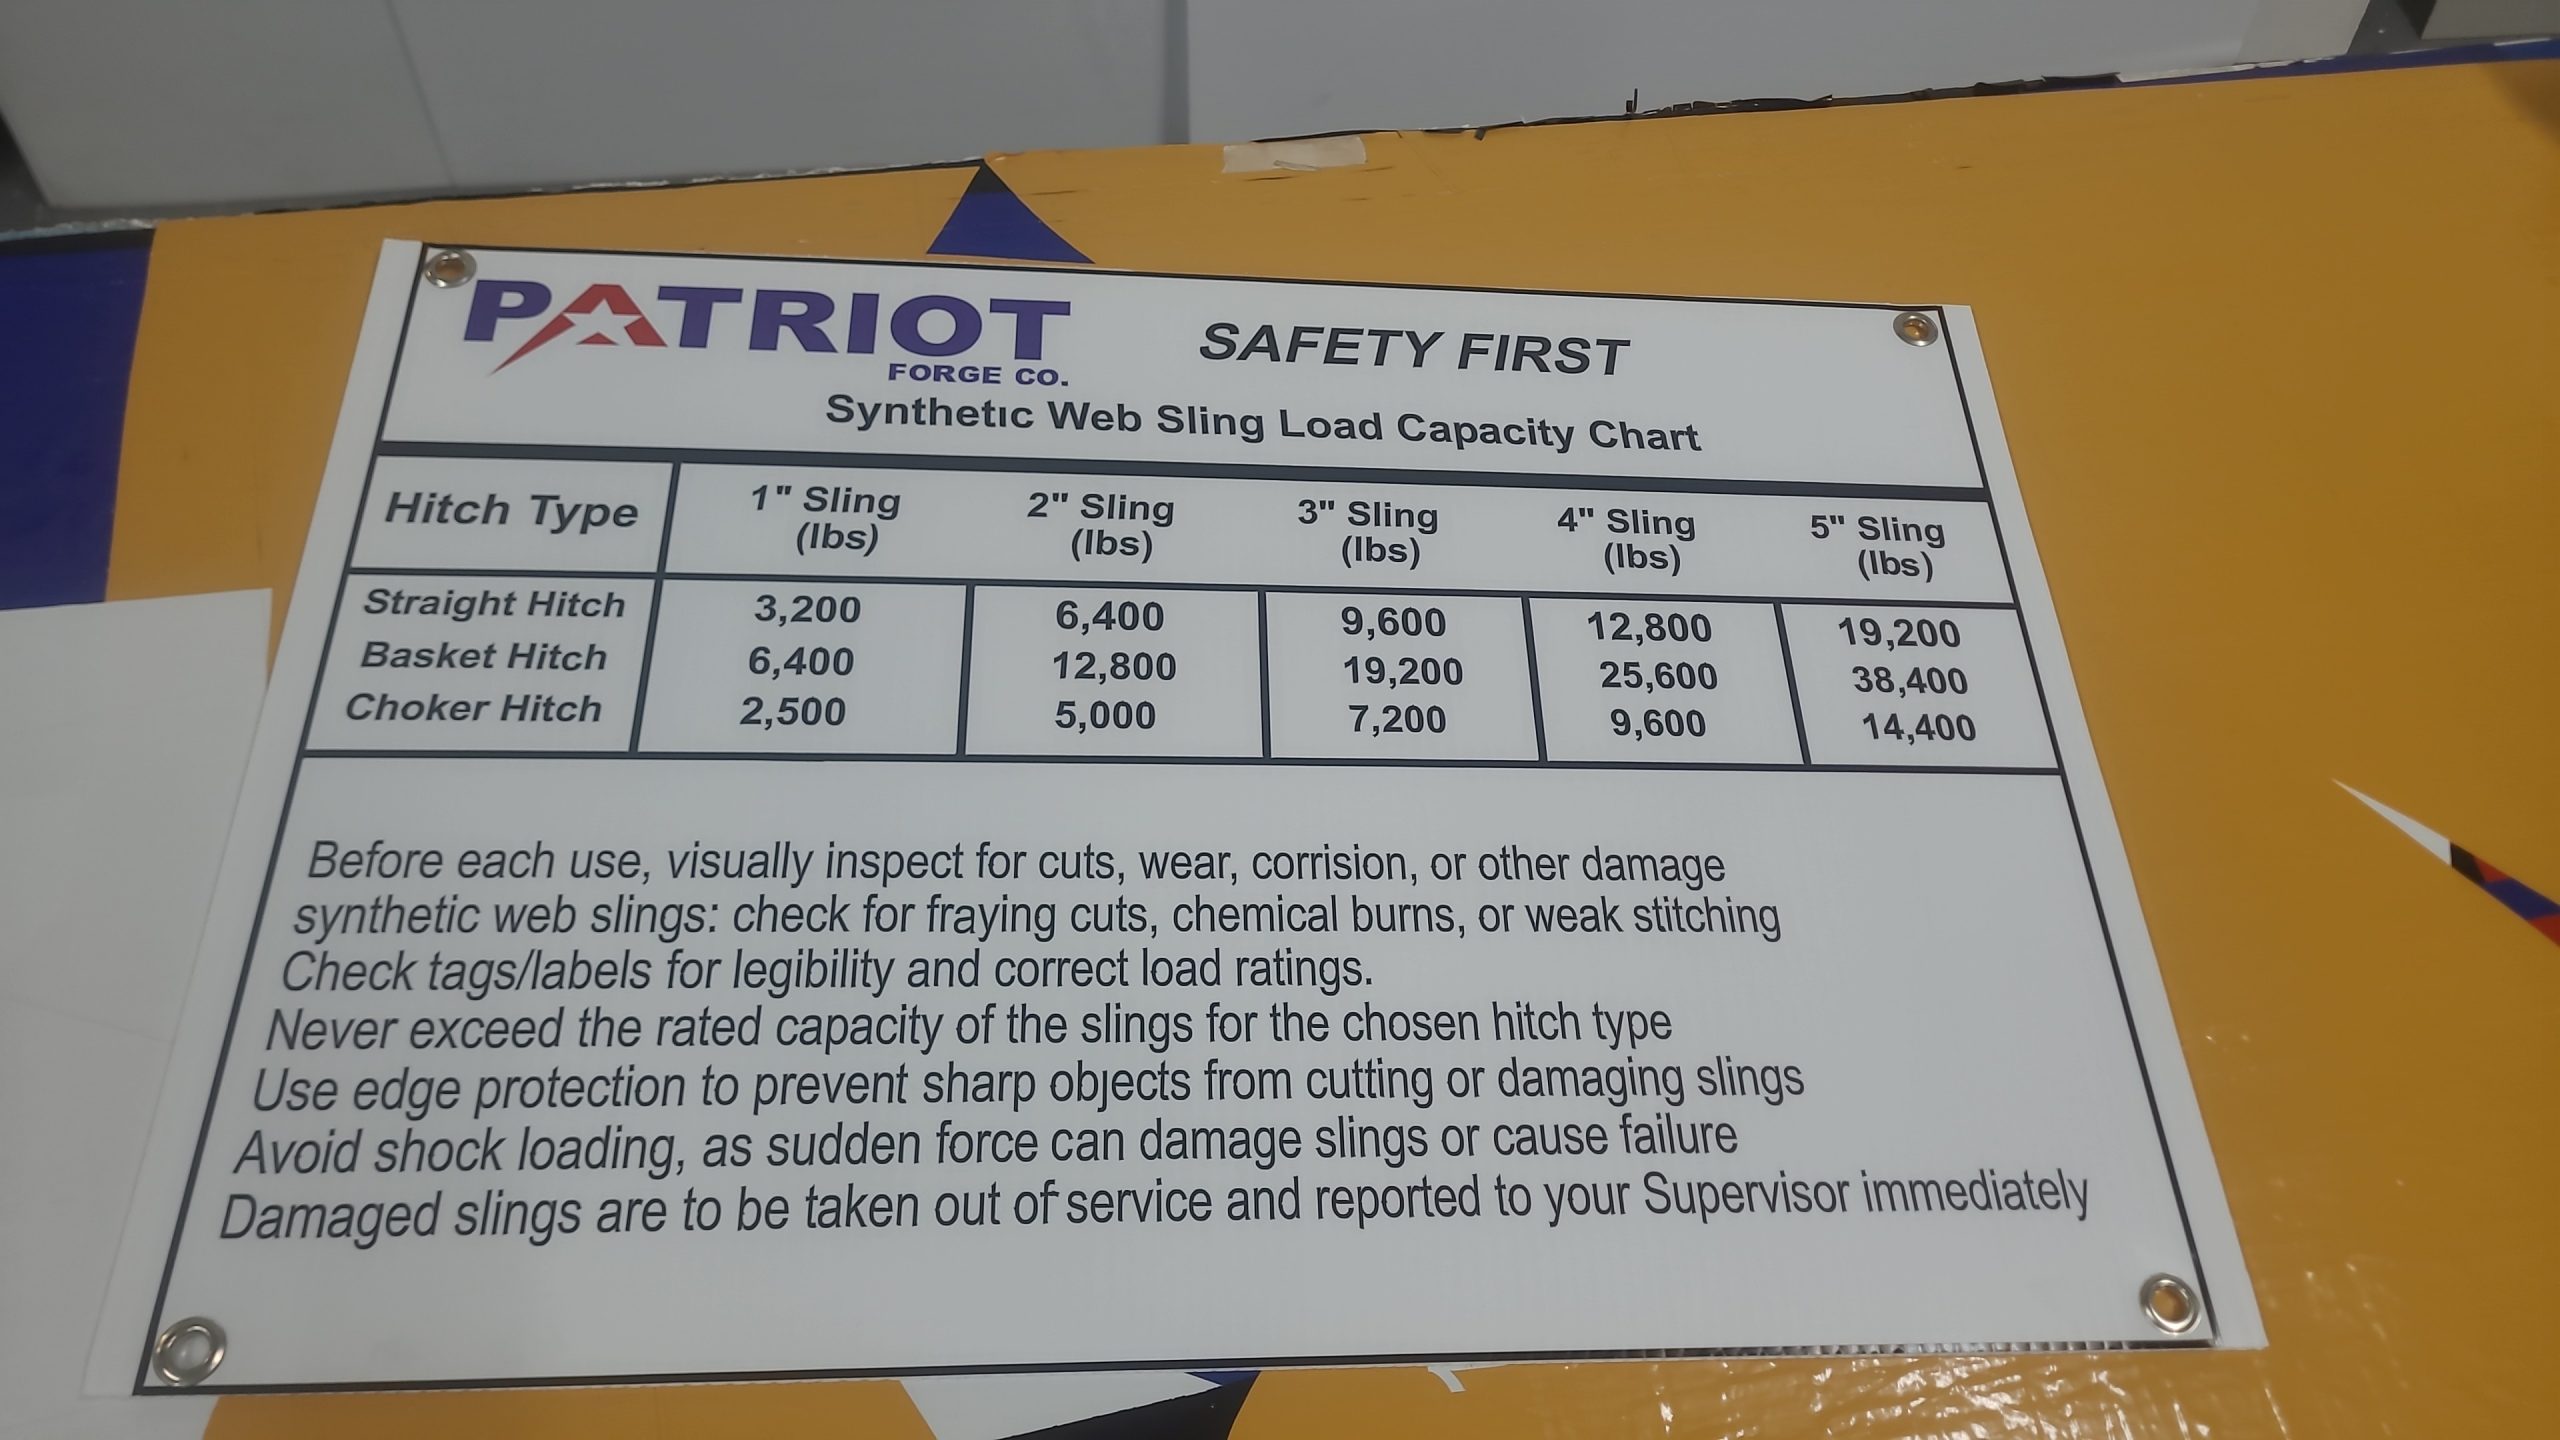 PATRIOT
FORGE CO.
SAFETY FIRST
Synthetic Web Sling Load Capacity Chart
Hitch Type 1" Sling (lbs) 2" Sling (lbs) 3" Sling (lbs) 4" Sling (lbs) 5" Sling (lbs)
Straight Hitch 3,200 6,400 9,600 12,800 19,200
Basket Hitch 6,400 12,800 19,200 25,600 38,400
Choker Hitch 2,500 5,000 7,200 9,600 14,400
Before each use, visually inspect for cuts, wear, corrision, or other damage
synthetic web slings: check for fraying cuts, chemical burns, or weak stitching
Check tags/labels for legibility and correct load ratings.
Never exceed the rated capacity of the slings for the chosen hitch type
Use edge protection to prevent sharp objects from cutting or damaging slings
Avoid shock loading, as sudden force can damage slings or cause failure
Damaged slings are to be taken out of service and reported to your Supervisor immediately